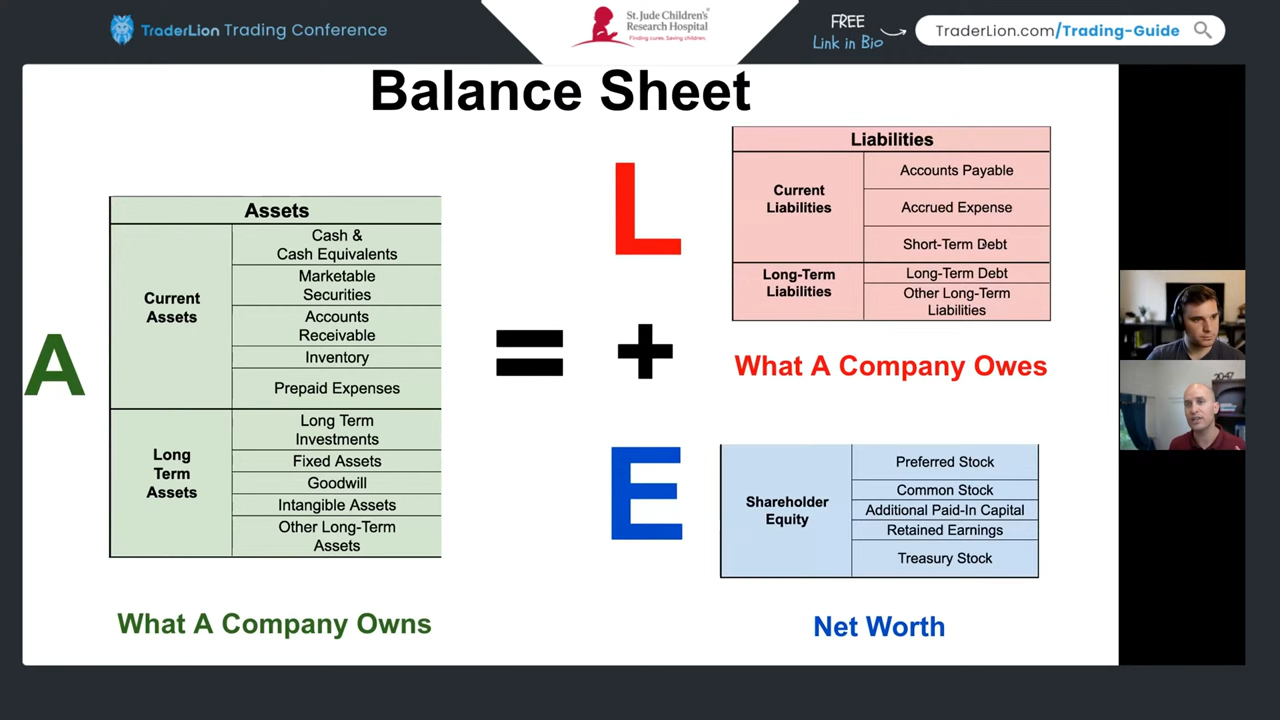 TraderLion Trading Conference
St. Jude Children's
Research Hospital
Finding cures. Saving children.
FREE
Link in Bio
TraderLion.com/Trading-Guide
Balance Sheet
A
Assets
Current
Assets
Cash &
Cash Equivalents
Marketable
Securities
Accounts
Receivable
Inventory
Prepaid Expenses
Long
Term
Assets
Long Term
Investments
Fixed Assets
Goodwill
Intangible Assets
Other Long-Term
Assets
What A Company Owns
=
L
+
E
Liabilities
Current
Liabilities
Accounts Payable
Accrued Expense
Short-Term Debt
Long-Term
Liabilities
Long-Term Debt
Other Long-Term
Liabilities
What A Company Owes
Shareholder
Equity
Preferred Stock
Common Stock
Additional Paid-In Capital
Retained Earnings
Treasury Stock
Net Worth